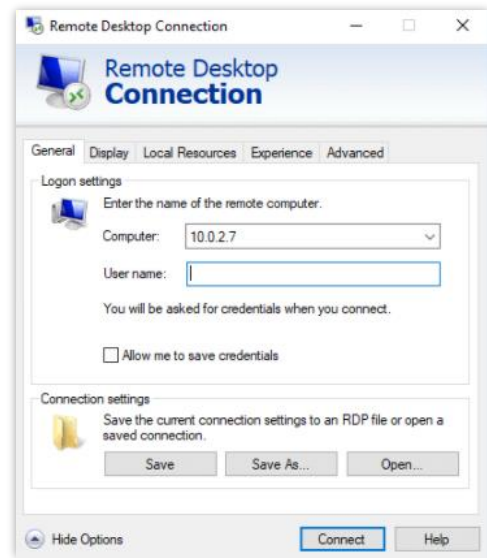 Remote Desktop Connection
Remote Desktop
Connection
General Display Local Resources Experience Advanced
Logon settings
Enter the name of the remote computer.
Computer: 10.0.2.7
User name:
You will be asked for credentials when you connect.
Allow me to save credentials
Connection settings
Save the current connection settings to an RDP file or open a
saved connection.
Save Save As... Open...
Hide Options Connect Help